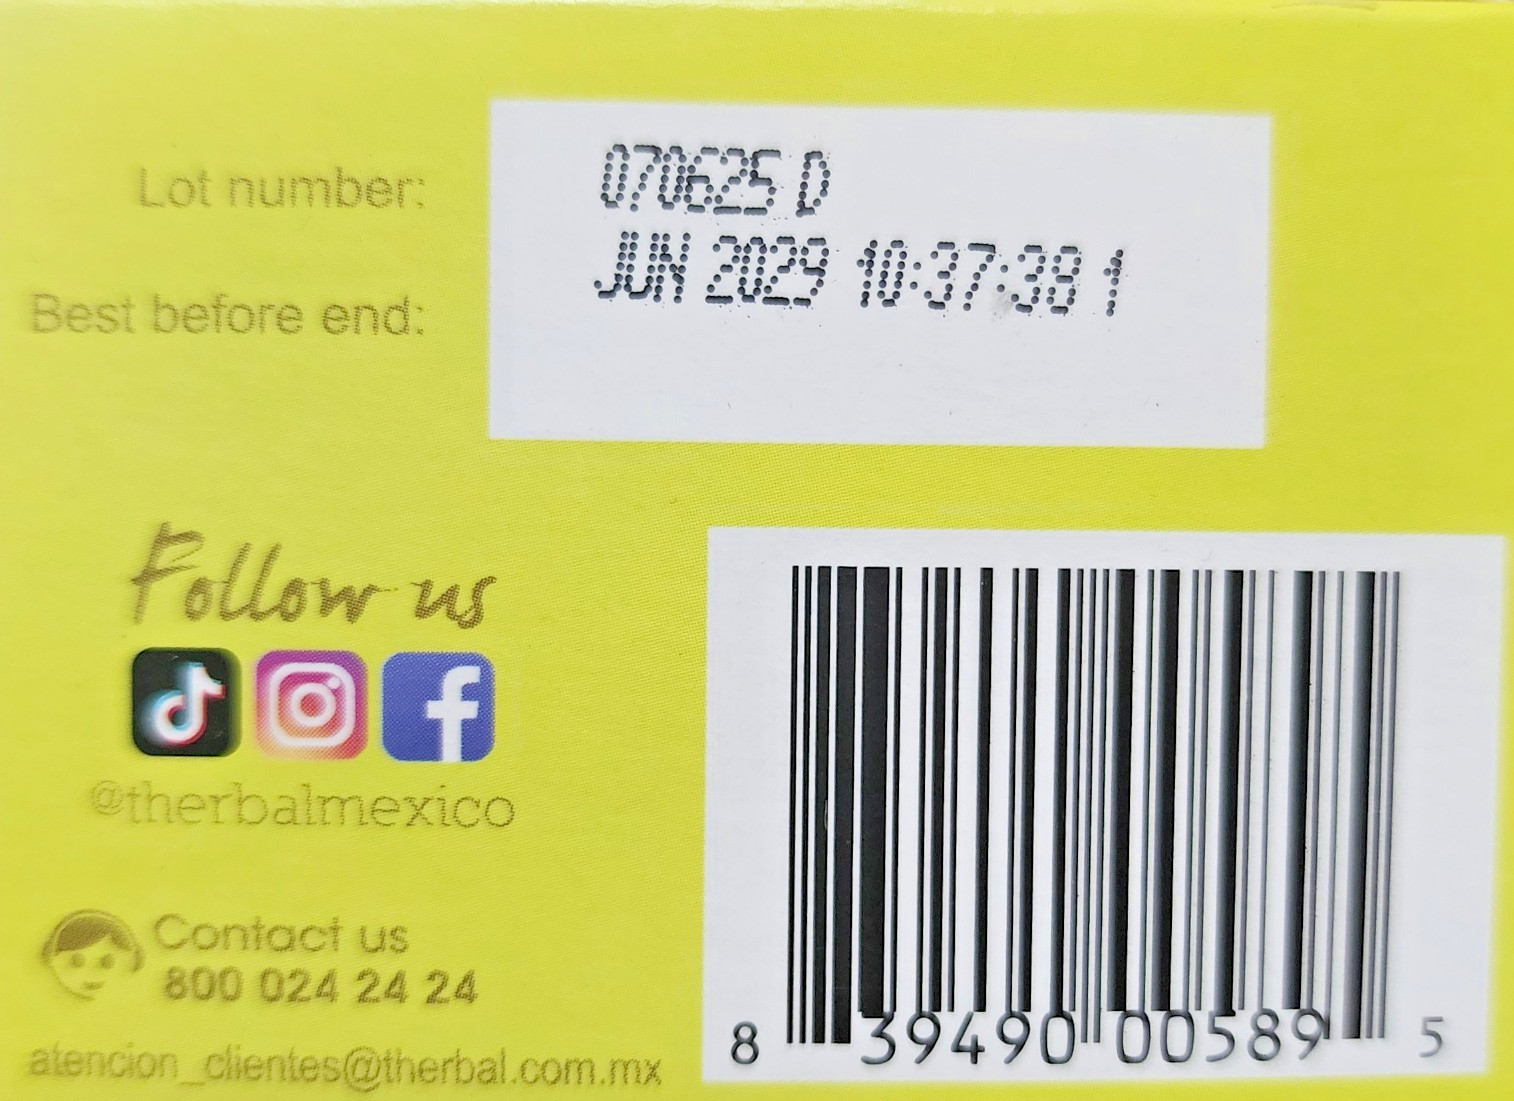 Lot number:
070625 D
Best before end:
JUN 2029 10:37:38 1
Follow us
@therbalmexico
Contact us
800 024 24 24
atencion_clientes@therbal.com.mx
8 39490 00589 5